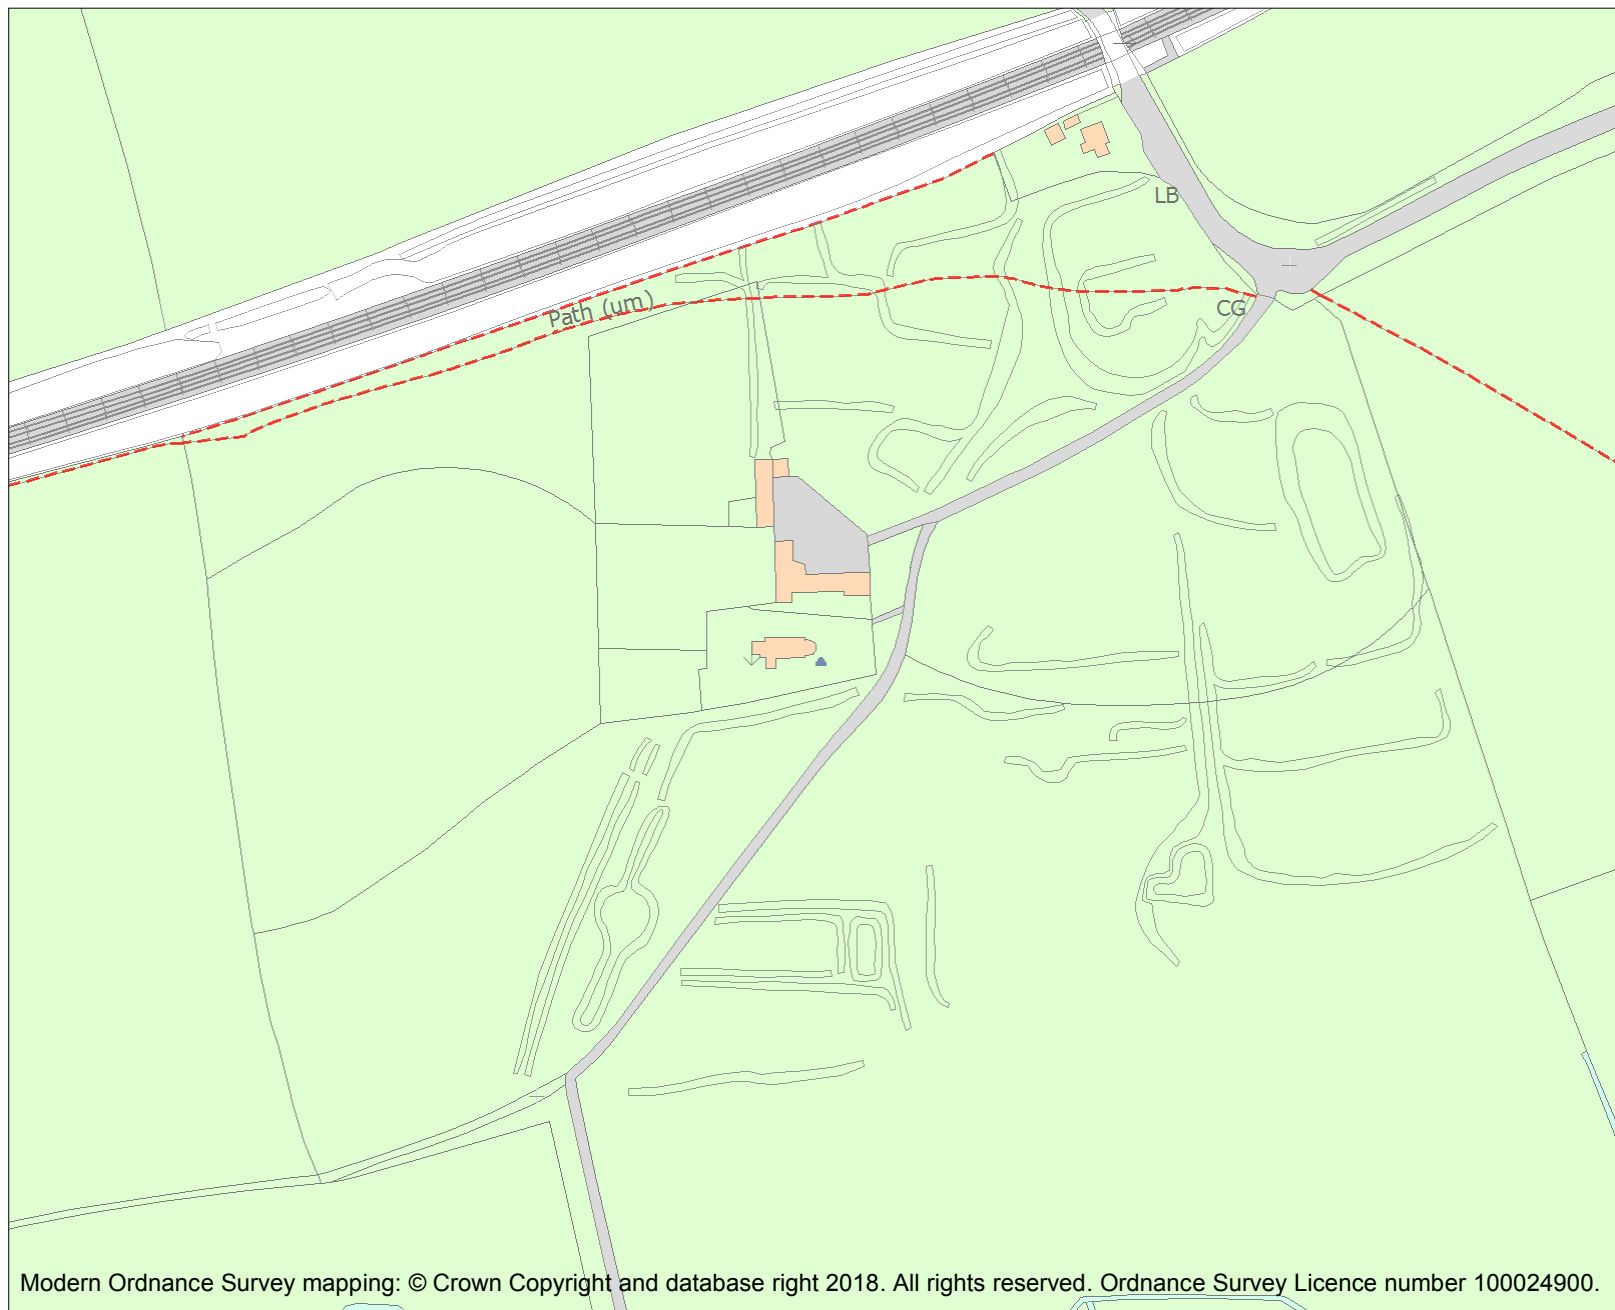 LB
Path (um)
CG
Modern Ordnance Survey mapping: © Crown Copyright and database right 2018. All rights reserved. Ordnance Survey Licence number 100024900.